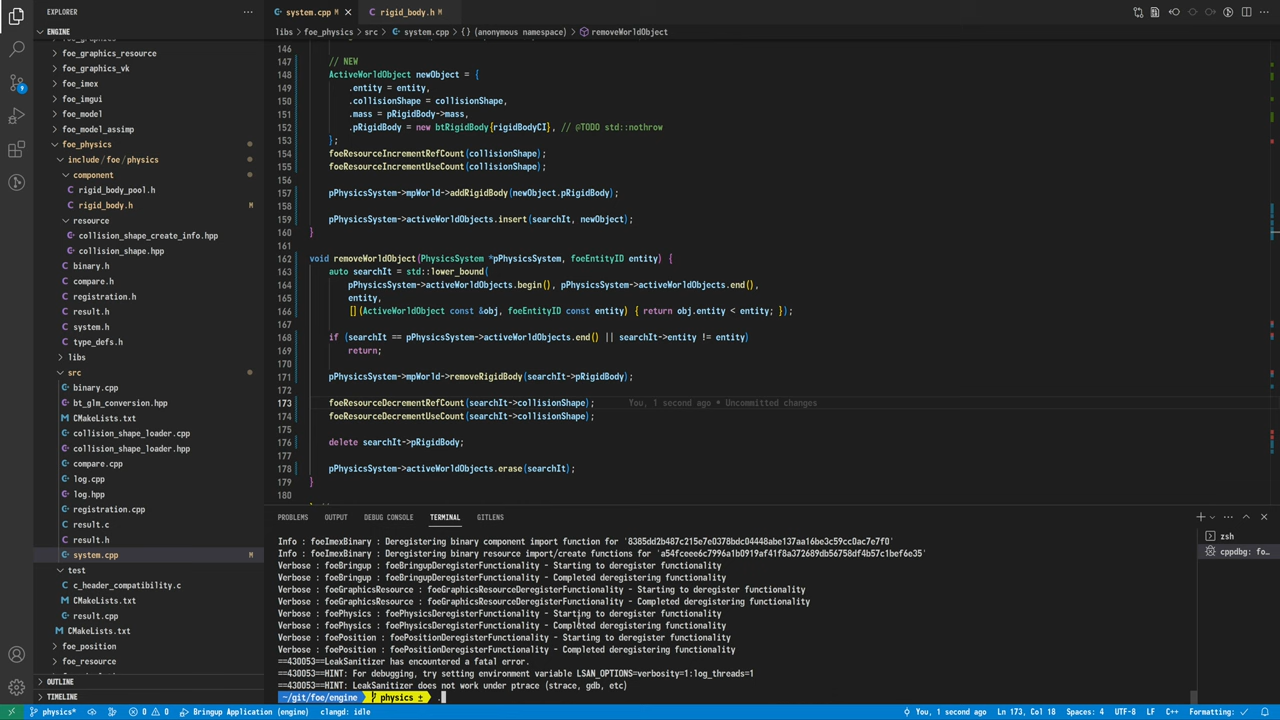 EXPLORER
ENGINE
foe_graphics_resource
foe_graphics_vk
foe_imex
foe_imgui
foe_model
foe_model_assimp
foe_physics
include/foe/physics
component
rigid_body_pool.h
rigid_body.h M
resource
collision_shape_create_info.hpp
collision_shape.hpp
binary.h
compare.h
registration.h
result.h
system.h
type_defs.h
libs
src
binary.cpp
bt_glm_conversion.hpp
CMakeLists.txt
collision_shape_loader.cpp
collision_shape_loader.hpp
compare.cpp
log.cpp
log.hpp
registration.cpp
result.c
result.h
system.cpp M
test
c_header_compatibility.c
CMakeLists.txt
result.cpp
CMakeLists.txt
foe_position
foe_resource
OUTLINE
TIMELINE
system.cpp M
rigid_body.h M
libs > foe_physics > src > system.cpp > {} (anonymous namespace) > removeWorldObject
146
147 // NEW
148 ActiveWorldObject newObject = {
149 .entity = entity,
150 .collisionShape = collisionShape,
151 .mass = pRigidBody->mass,
152 .pRigidBody = new btRigidBody{rigidBodyCI}, // @TODO std::nothrow
153 };
154 foeResourceIncrementRefCount(collisionShape);
155 foeResourceIncrementUseCount(collisionShape);
156
157 pPhysicsSystem->mpWorld->addRigidBody(newObject.pRigidBody);
158
159 pPhysicsSystem->activeWorldObjects.insert(searchIt, newObject);
160 }
161
162 void removeWorldObject(PhysicsSystem *pPhysicsSystem, foeEntityID entity) {
163 auto searchIt = std::lower_bound(
164 pPhysicsSystem->activeWorldObjects.begin(), pPhysicsSystem->activeWorldObjects.end(),
165 entity,
166 [](ActiveWorldObject const &obj, foeEntityID const entity) { return obj.entity < entity; });
167
168 if (searchIt == pPhysicsSystem->activeWorldObjects.end() || searchIt->entity != entity)
169 return;
170
171 pPhysicsSystem->mpWorld->removeRigidBody(searchIt->pRigidBody);
172
173 foeResourceDecrementRefCount(searchIt->collisionShape); You, 1 second ago • Uncommitted changes
174 foeResourceDecrementUseCount(searchIt->collisionShape);
175
176 delete searchIt->pRigidBody;
177
178 pPhysicsSystem->activeWorldObjects.erase(searchIt);
179 }
180
PROBLEMS OUTPUT DEBUG CONSOLE TERMINAL GITLENS
Info : foeImexBinary : Deregistering binary component import function for '8385dd2b487c215e7e0378bdc04448abe137aa16be3c59cc0ac7e7f0'
Info : foeImexBinary : Deregistering binary resource import/create functions for 'a54fceee6c7996a1b0919af41f8a372689db56758df4b57c1bef6e35'
Verbose : foeBringup : foeBringupDeregisterFunctionality - Starting to deregister functionality
Verbose : foeBringup : foeBringupDeregisterFunctionality - Completed deregistering functionality
Verbose : foeGraphicsResource : foeGraphicsResourceDeregisterFunctionality - Starting to deregister functionality
Verbose : foeGraphicsResource : foeGraphicsResourceDeregisterFunctionality - Completed deregistering functionality
Verbose : foePhysics : foePhysicsDeregisterFunctionality - Starting to deregister functionality
Verbose : foePhysics : foePhysicsDeregisterFunctionality - Completed deregistering functionality
Verbose : foePosition : foePositionDeregisterFunctionality - Starting to deregister functionality
Verbose : foePosition : foePositionDeregisterFunctionality - Completed deregistering functionality
==430053==LeakSanitizer has encountered a fatal error.
==430053==HINT: For debugging, try setting environment variable LSAN_OPTIONS=verbosity=1:log_threads=1
==430053==HINT: LeakSanitizer does not work under ptrace (strace, gdb, etc)
~/git/foe/engine physics ± .
zsh
cppdbg: fo...
physics* 0 0 Bringup Application (engine) clangd: idle You, 1 second ago Ln 173, Col 18 Spaces: 4 UTF-8 LF C++ Formatting: ✓